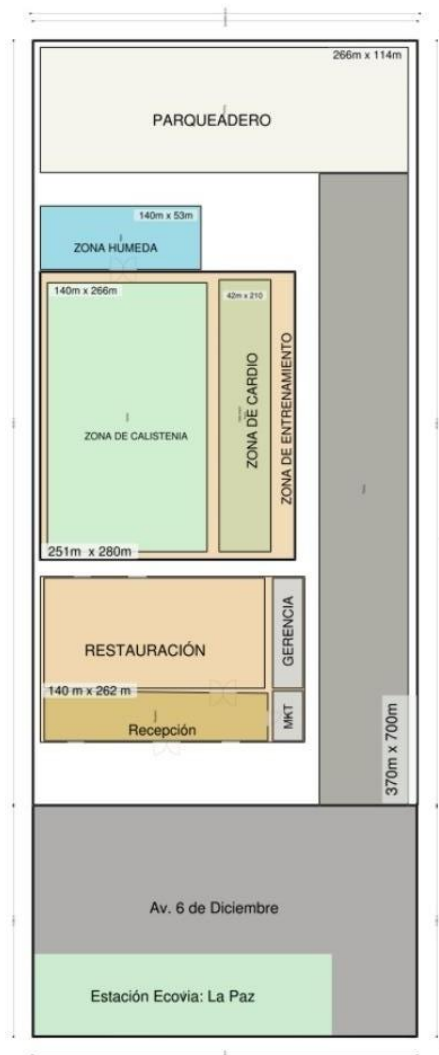 266m x 114m
PARQUEADERO
140m x 53m
ZONA HUMEDA
140m x 266m
42m x 210
ZONA DE CALISTENIA
ZONA DE CARDIO
ZONA DE ENTRENAMIENTO
251m x 280m
RESTAURACIÓN
GERENCIA
140 m x 262 m
Recepción
MKT
370m x 700m
Av. 6 de Diciembre
Estación Ecovia: La Paz